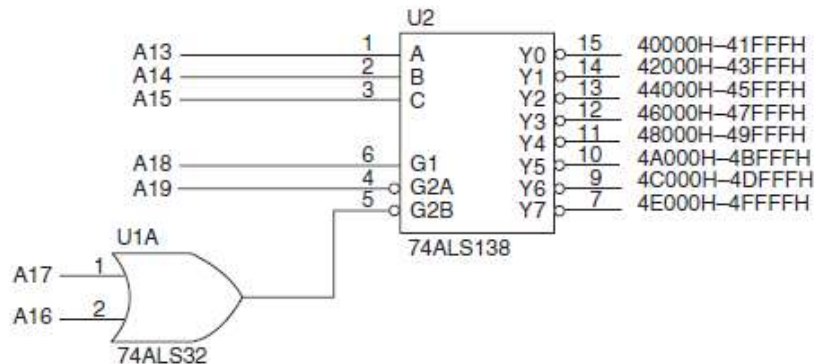 U2
A13 1 A Y0 15 40000H–41FFFH
A14 2 B Y1 14 42000H–43FFFH
A15 3 C Y2 13 44000H–45FFFH
Y3 12 46000H–47FFFH
Y4 11 48000H–49FFFH
A18 6 G1 Y5 10 4A000H–4BFFFH
A19 4 G2A Y6 9 4C000H–4DFFFH
5 G2B Y7 7 4E000H–4FFFFH
74ALS138
U1A
A17 1
A16 2
74ALS32